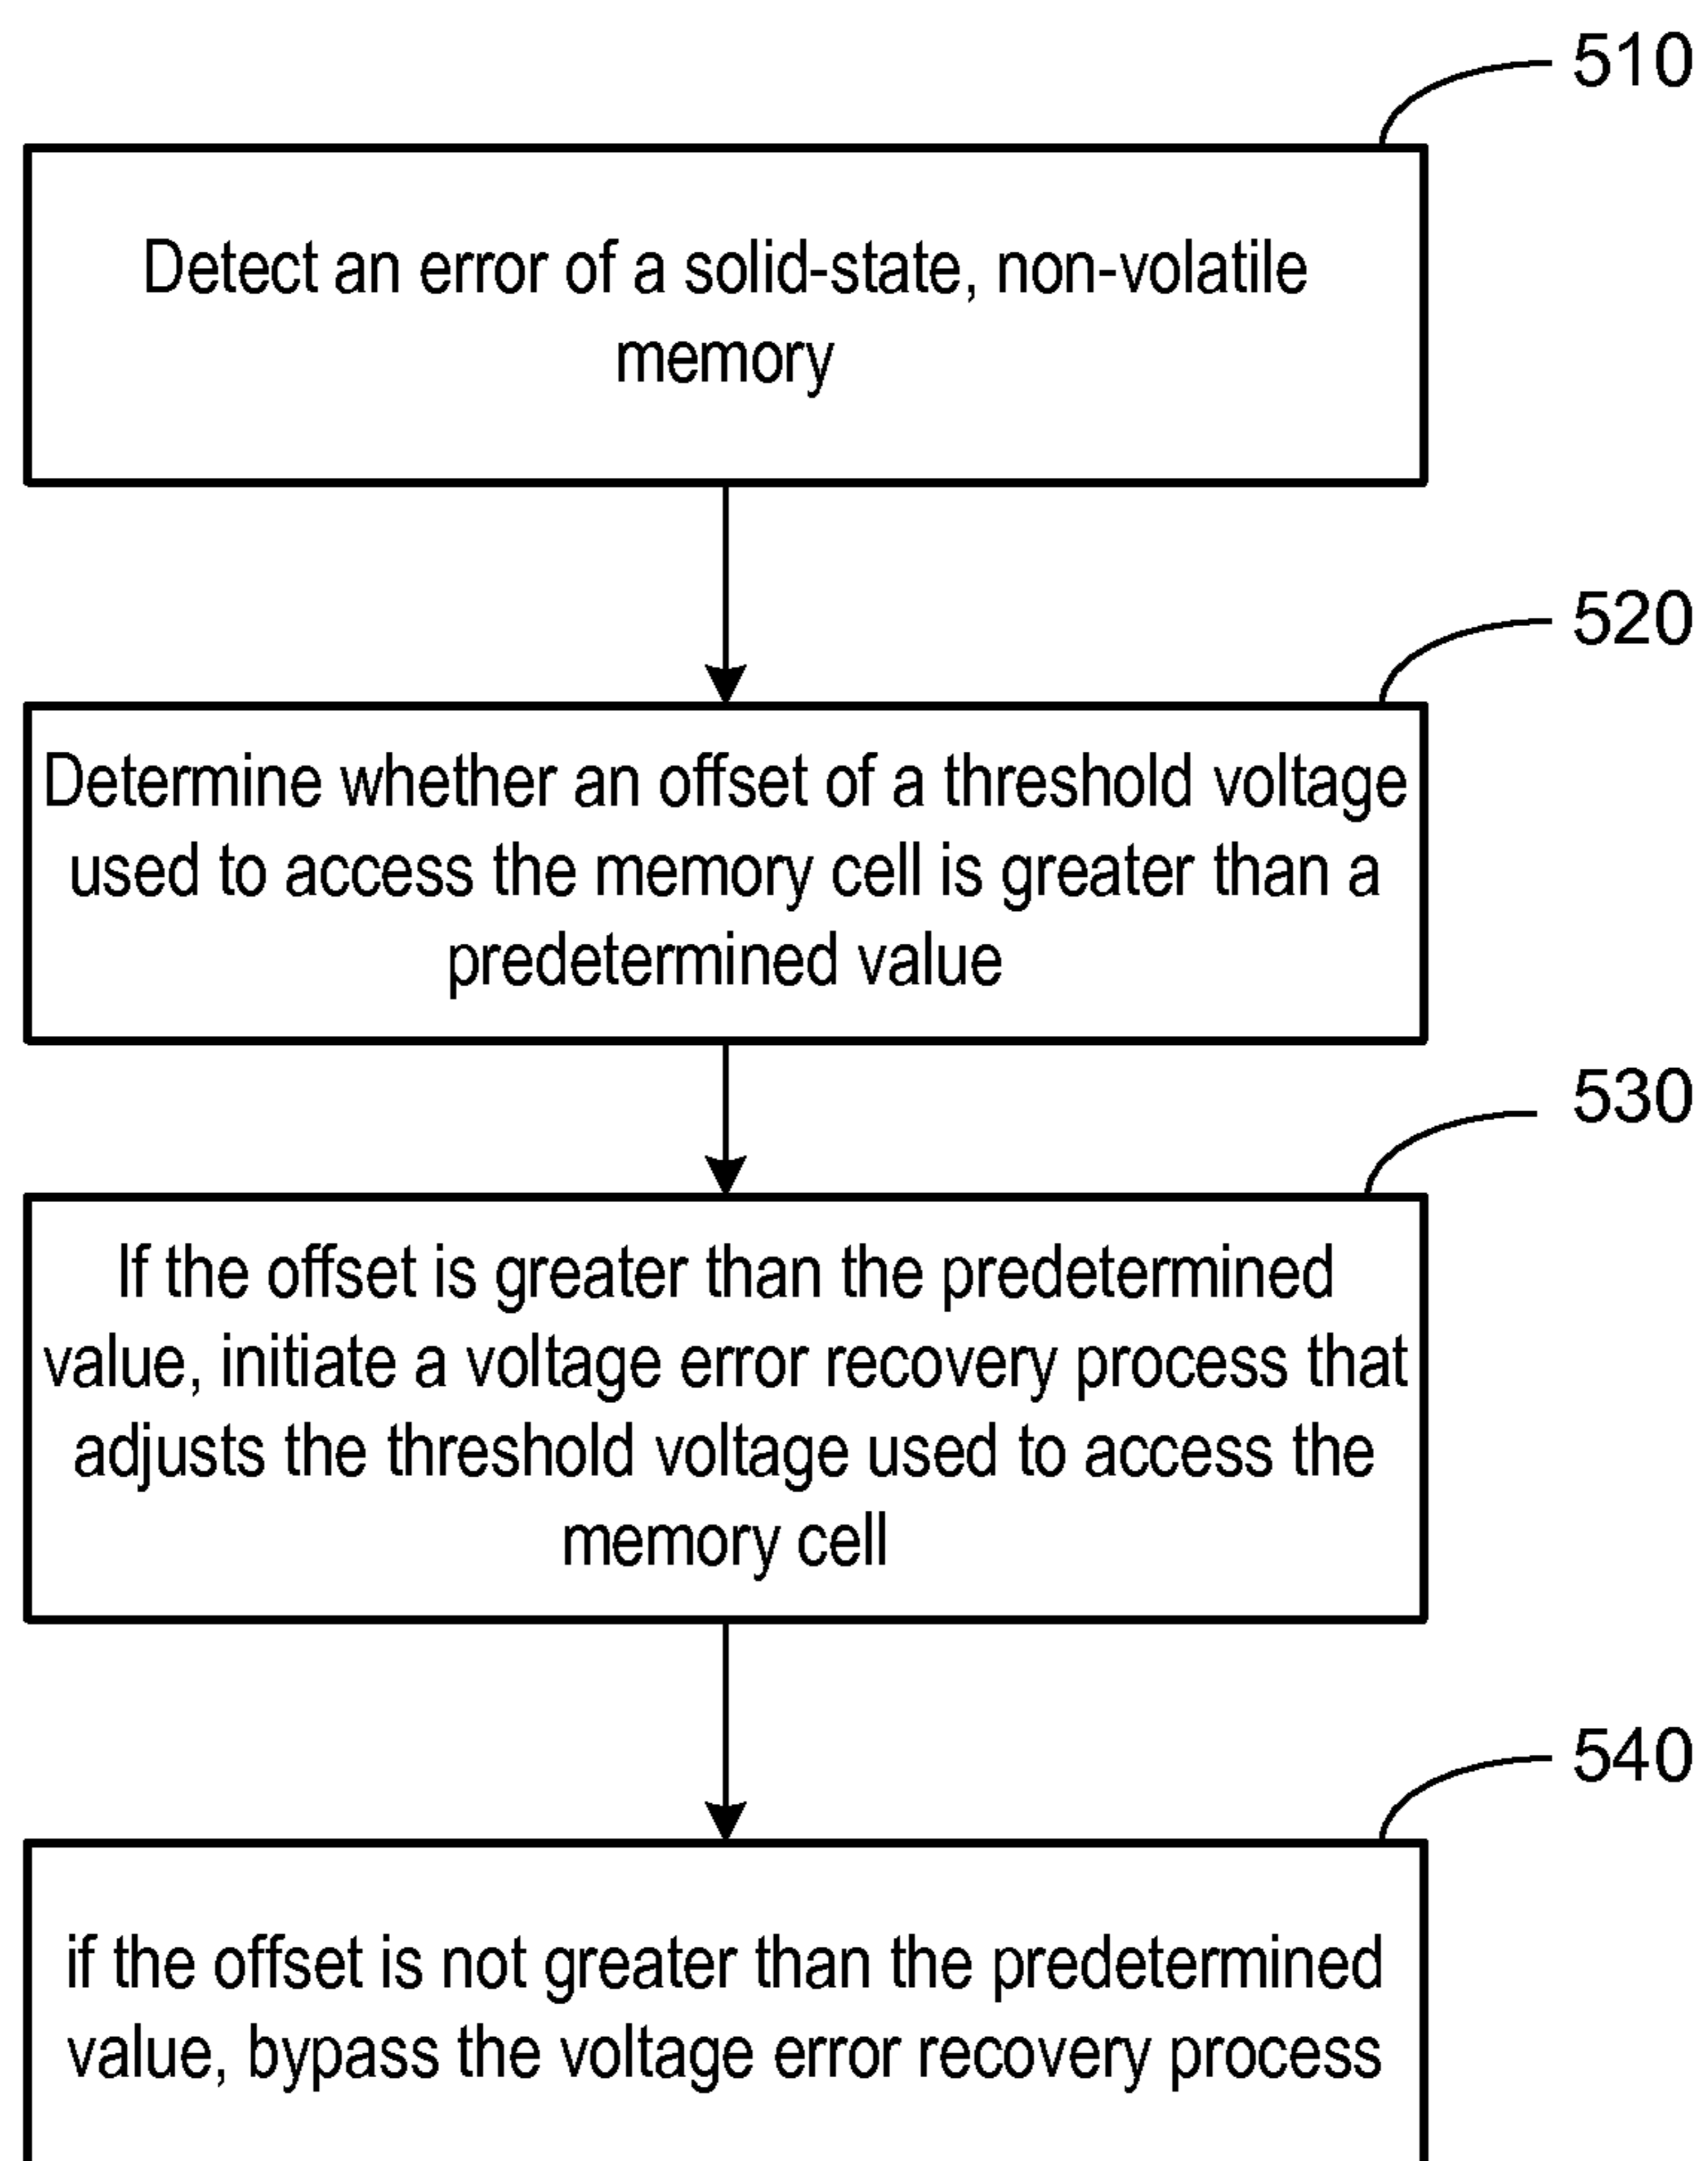 510
Detect an error of a solid-state, non-volatile
memory
520
Determine whether an offset of a threshold voltage
used to access the memory cell is greater than a
predetermined value
530
If the offset is greater than the predetermined
value, initiate a voltage error recovery process that
adjusts the threshold voltage used to access the
memory cell
540
if the offset is not greater than the predetermined
value, bypass the voltage error recovery process